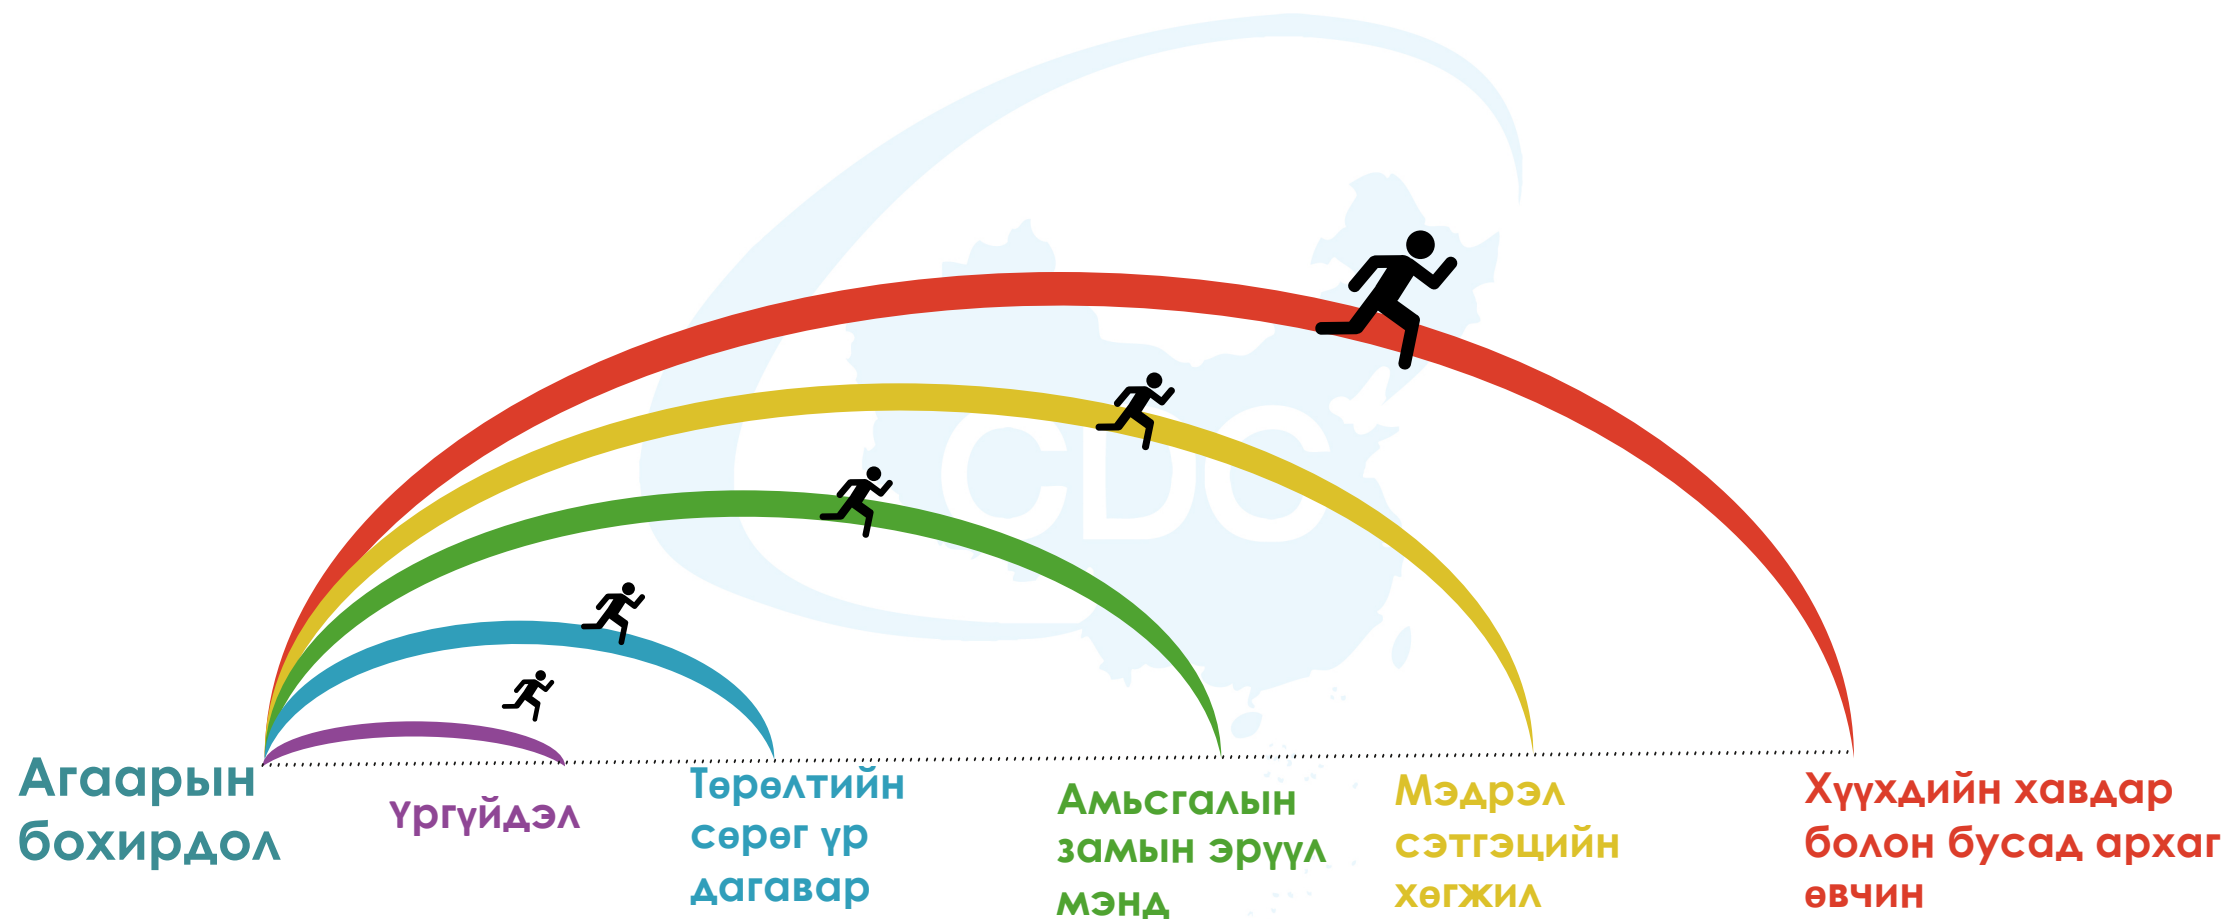 CDC
Агаарын
бохирдол
Үргүйдэл
Төрөлтийн
сөрөг үр
дагавар
Амьсгалын
замын эрүүл
мэнд
Мэдрэл
сэтгэцийн
хөгжил
Хүүхдийн хавдар
болон бусад архаг
өвчин